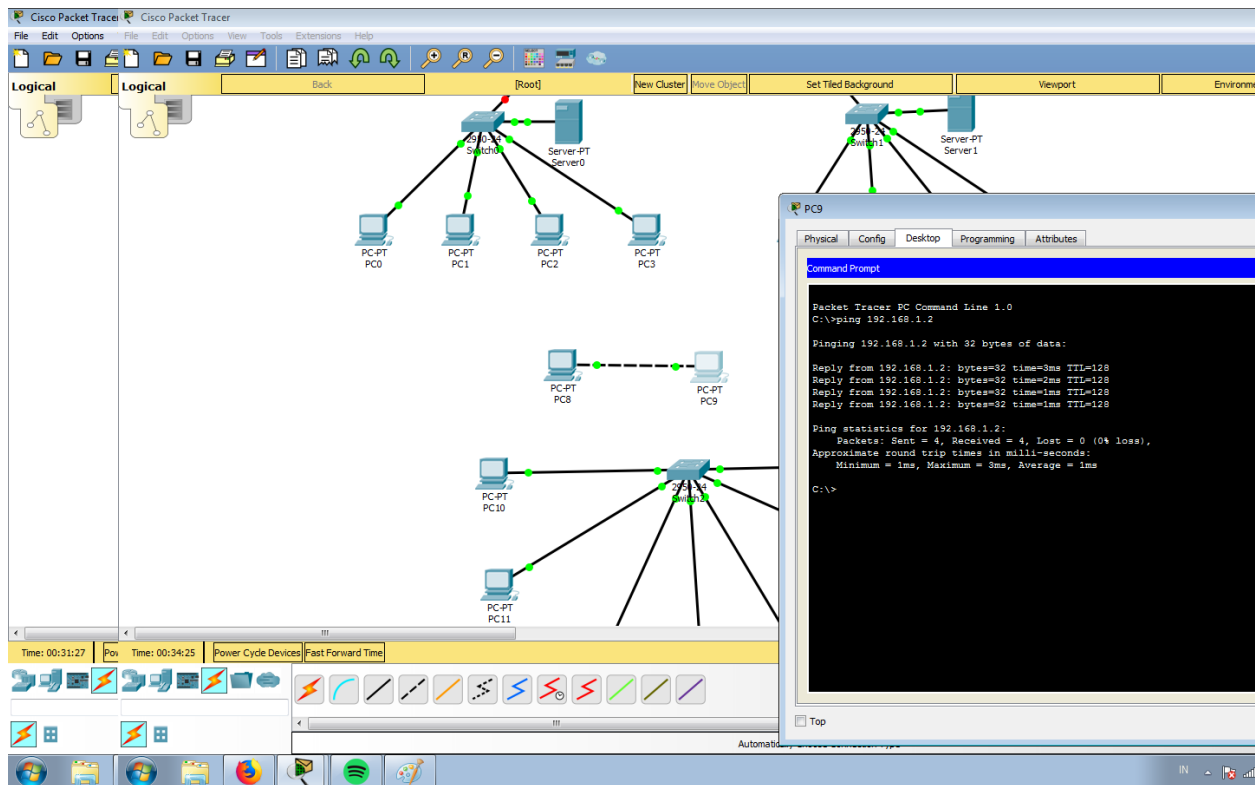 Cisco Packet Tracer
Cisco Packet Tracer
File Edit Options
File Edit Options View Tools Extensions Help
Logical
Logical
Back
[Root]
New Cluster
Move Object
Set Tiled Background
Viewport
2950-24
Switch0
Server-PT
Server0
2950-24
Switch1
Server-PT
Server1
PC-PT
PC0
PC-PT
PC1
PC-PT
PC2
PC-PT
PC3
PC-PT
PC8
PC-PT
PC9
PC-PT
PC10
2950-24
Switch2
PC-PT
PC11
PC9
Physical Config Desktop Programming Attributes
Command Prompt
Packet Tracer PC Command Line 1.0
C:\>ping 192.168.1.2
Pinging 192.168.1.2 with 32 bytes of data:
Reply from 192.168.1.2: bytes=32 time=3ms TTL=128
Reply from 192.168.1.2: bytes=32 time=2ms TTL=128
Reply from 192.168.1.2: bytes=32 time=1ms TTL=128
Reply from 192.168.1.2: bytes=32 time=1ms TTL=128
Ping statistics for 192.168.1.2:
Packets: Sent = 4, Received = 4, Lost = 0 (0% loss),
Approximate round trip times in milli-seconds:
Minimum = 1ms, Maximum = 3ms, Average = 1ms
C:\>
Top
Time: 00:31:27
Time: 00:34:25
Power Cycle Devices
Fast Forward Time
IN